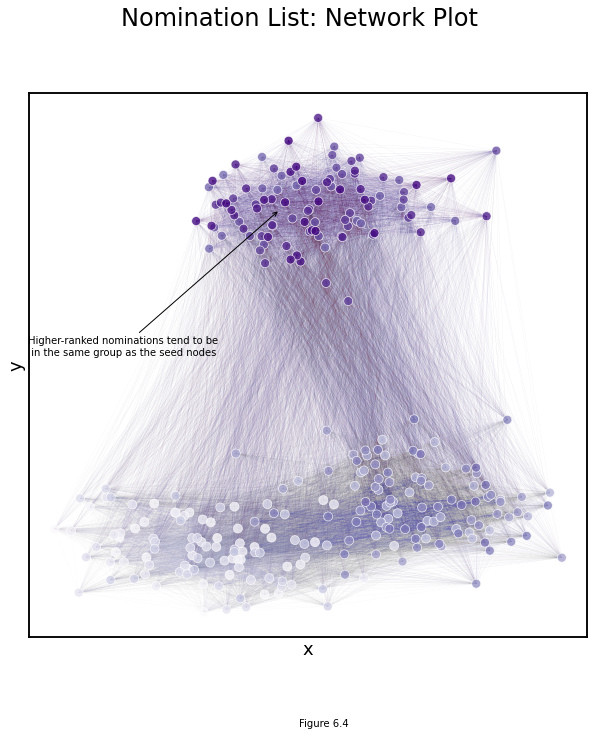 Nomination List: Network Plot
Higher-ranked nominations tend to be
in the same group as the seed nodes
y
x
Figure 6.4